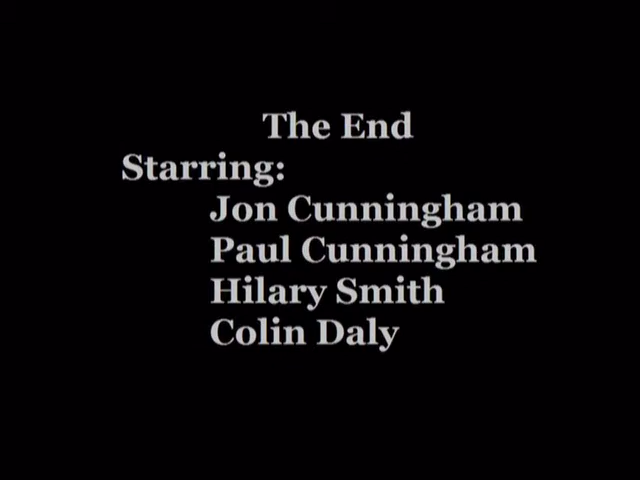 The End
Starring:
Jon Cunningham
Paul Cunningham
Hilary Smith
Colin Daly